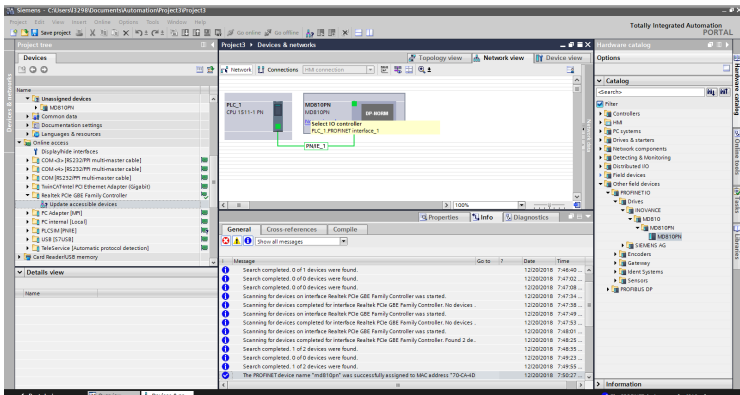 Siemens - C:\Users\13298\Documents\Automation\Project3\Project3
Project Edit View Insert Online Options Tools Window Help
Totally Integrated Automation
PORTAL
Save project
Go online Go offline
Project tree
Devices
Name
Unassigned devices
MD810PN
Common data
Documentation settings
Languages & resources
Online access
Display/hide interfaces
COM <3> [RS232/PPI multi-master cable]
COM <4> [RS232/PPI multi-master cable]
COM [RS232/PPI multi-master cable]
TwinCAT-Intel PCI Ethernet Adapter (Gigabit)
Realtek PCIe GBE Family Controller
Update accessible devices
PC Adapter [MPI]
PC internal [Local]
PLCSIM [PN/IE]
USB [S7USB]
TeleService [Automatic protocol detection]
Card Reader/USB memory
Details view
Name
Devices & networks
Project3 Devices & networks
Topology view Network view Device view
Network Connections HMI connection
PLC_1
CPU 1511-1 PN
MD810PN
MD810PN
DP-NORM
Select IO controller
PLC_1.PROFINET interface_1
PN/IE_1
100%
Properties Info Diagnostics
General Cross-references Compile
Show all messages
! Message Go to ? Date Time
Search completed. 0 of 1 devices were found. 12/20/2018 7:46:40
Search completed. 0 of 0 devices were found. 12/20/2018 7:47:02
Search completed. 0 of 0 devices were found. 12/20/2018 7:47:08
Scanning for devices on interface Realtek PCIe GBE Family Controller was started. 12/20/2018 7:47:34
Scanning for devices completed for interface Realtek PCIe GBE Family Controller. No devices 12/20/2018 7:47:38
Scanning for devices on interface Realtek PCIe GBE Family Controller was started. 12/20/2018 7:47:49
Scanning for devices completed for interface Realtek PCIe GBE Family Controller. No devices 12/20/2018 7:47:53
Scanning for devices on interface Realtek PCIe GBE Family Controller was started. 12/20/2018 7:48:01
Scanning for devices completed for interface Realtek PCIe GBE Family Controller. Found 2 de... 12/20/2018 7:48:25
Search completed. 1 of 2 devices were found. 12/20/2018 7:48:35
Search completed. 0 of 2 devices were found. 12/20/2018 7:49:23
Search completed. 1 of 2 devices were found. 12/20/2018 7:49:55
The PROFINET device name "md810pn" was successfully assigned to MAC address "70-CA-4D 12/20/2018 7:50:27
Hardware catalog
Options
Catalog
<Search>
Filter
Controllers
HMI
PC systems
Drives & starters
Network components
Detecting & Monitoring
Distributed I/O
Field devices
Other field devices
PROFINET IO
Drives
INOVANCE
MD810
MD810PN
MD810PN
SIEMENS AG
Encoders
Gateway
Ident Systems
Sensors
PROFIBUS DP
Information
Hardware catalog
Online tools
Tasks
Libraries